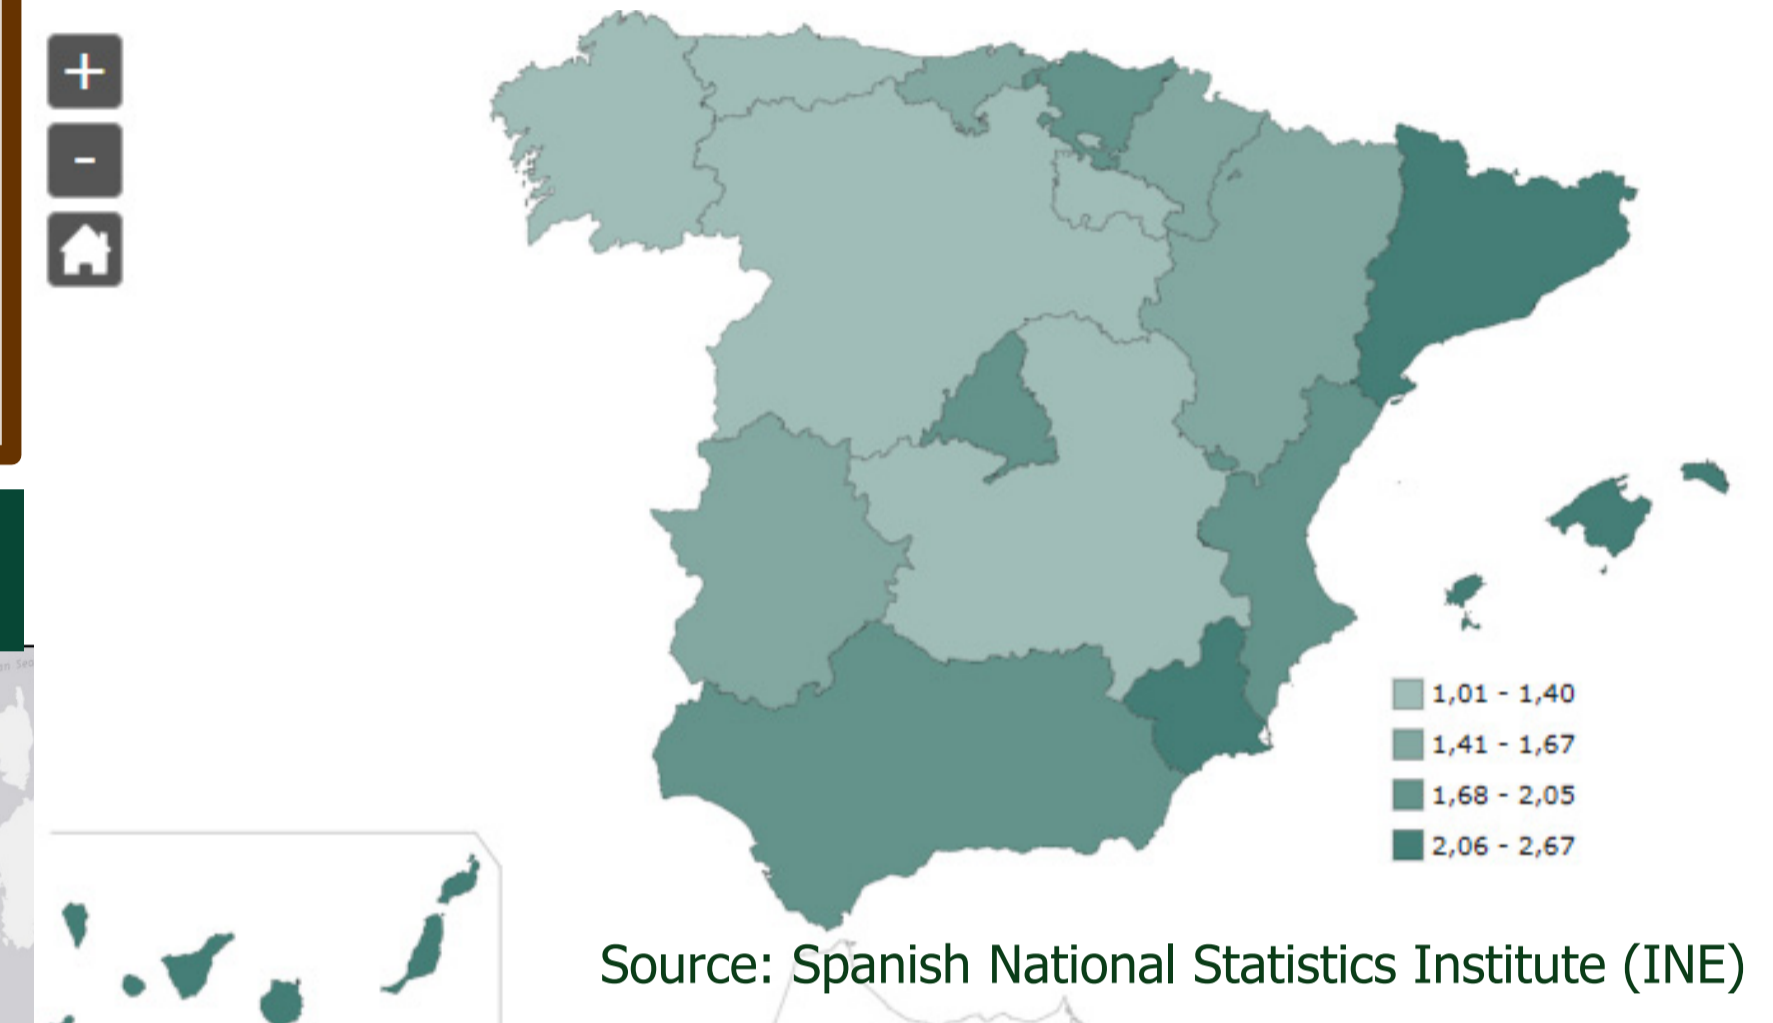 +
-
1,01 - 1,40
1,41 - 1,67
1,68 - 2,05
2,06 - 2,67
Source: Spanish National Statistics Institute (INE)